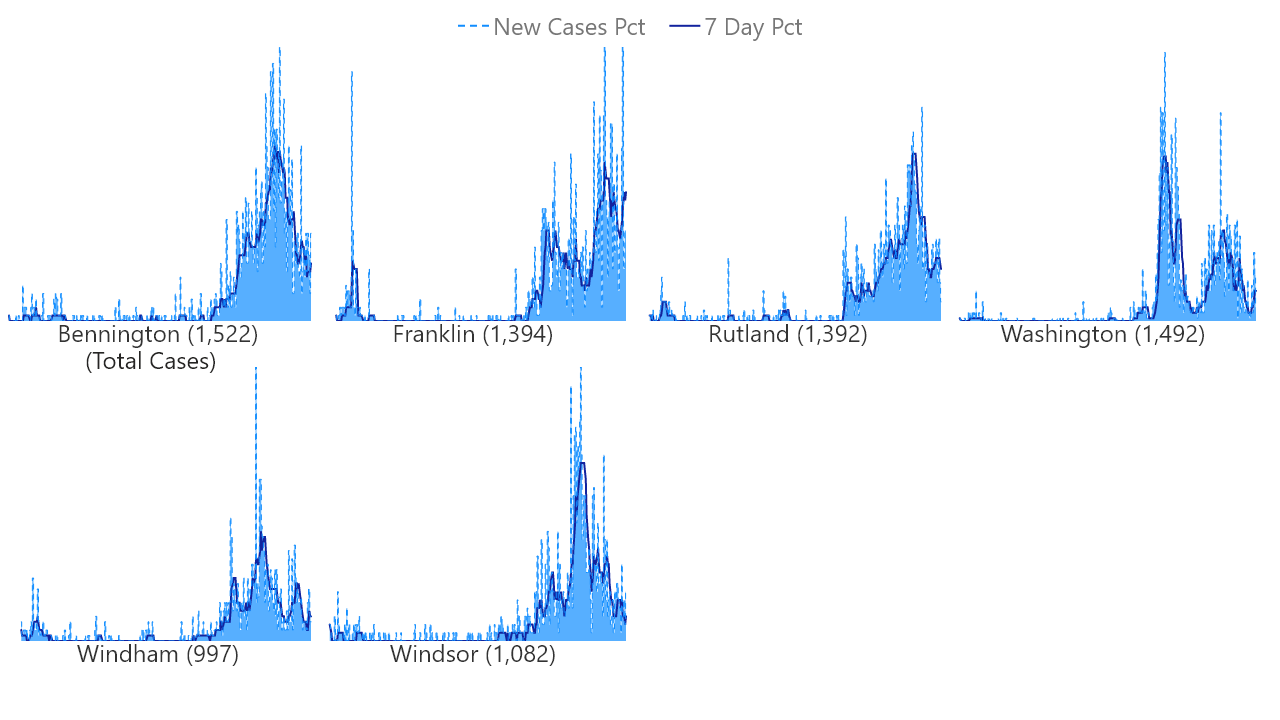 New Cases Pct 7 Day Pct
Bennington (1,522) Franklin (1,394) Rutland (1,392) Washington (1,492)
(Total Cases)
Windham (997) Windsor (1,082)